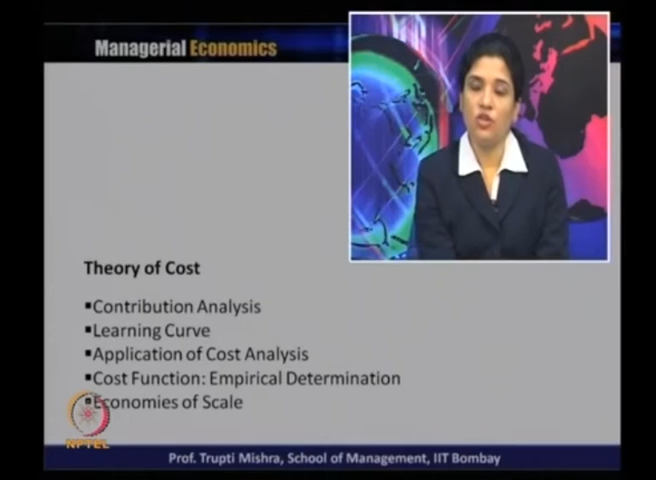 Managerial Economics
Theory of Cost
▪Contribution Analysis
▪Learning Curve
▪Application of Cost Analysis
▪Cost Function: Empirical Determination
▪Economies of Scale
NPTEL
Prof. Trupti Mishra, School of Management, IIT Bombay